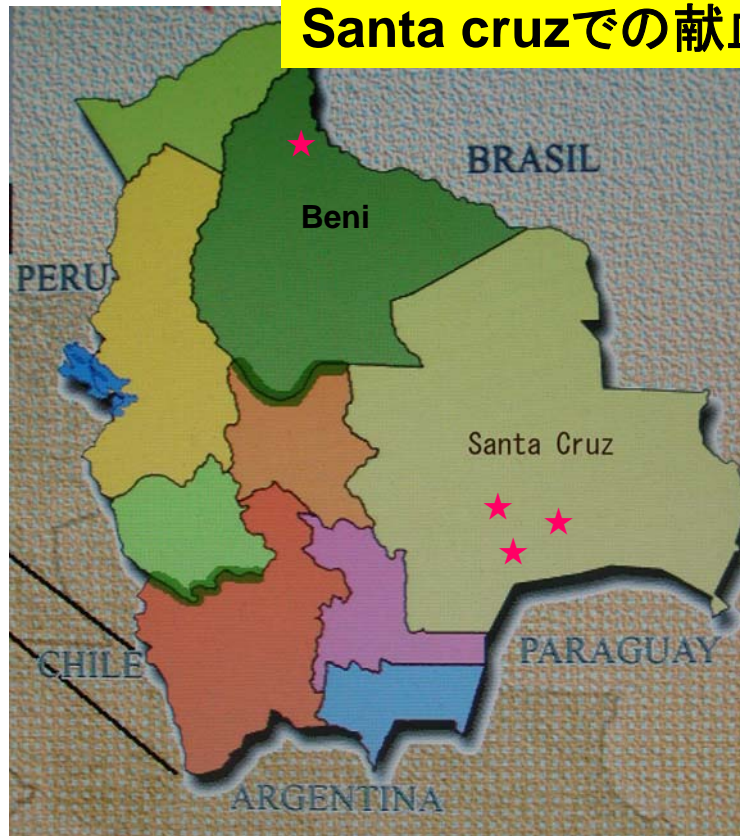 Santa cruzでの献
BRASIL
Beni
PERU
Santa Cruz
CHILE
PARAGUAY
ARGENTINA